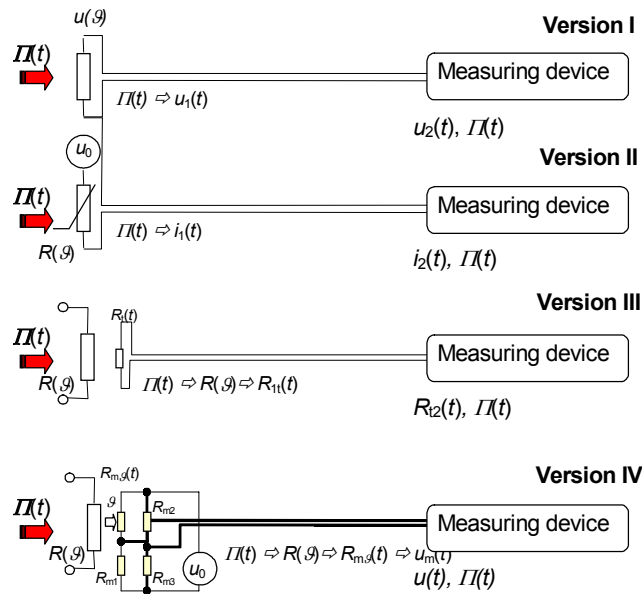 u(ϑ)
Version I
Π(t)
Measuring device
Π(t) ⇨ u₁(t)
u₂(t), Π(t)
u₀
Version II
Π(t)
Measuring device
Π(t) ⇨ i₁(t)
R(ϑ)
i₂(t), Π(t)
Version III
Rₜ(t)
Π(t)
Measuring device
R(ϑ)
Π(t) ⇨ R(ϑ) ⇨ R₁ₜ(t)
Rₜ₂(t), Π(t)
Version IV
Rₘϑ(t)
Π(t)
ϑ
Rₘ₂
Measuring device
R(ϑ)
Rₘ₁
Rₘ₃
u₀
Π(t) ⇨ R(ϑ) ⇨ Rₘϑ(t) ⇨ uₘ(t)
u(t), Π(t)